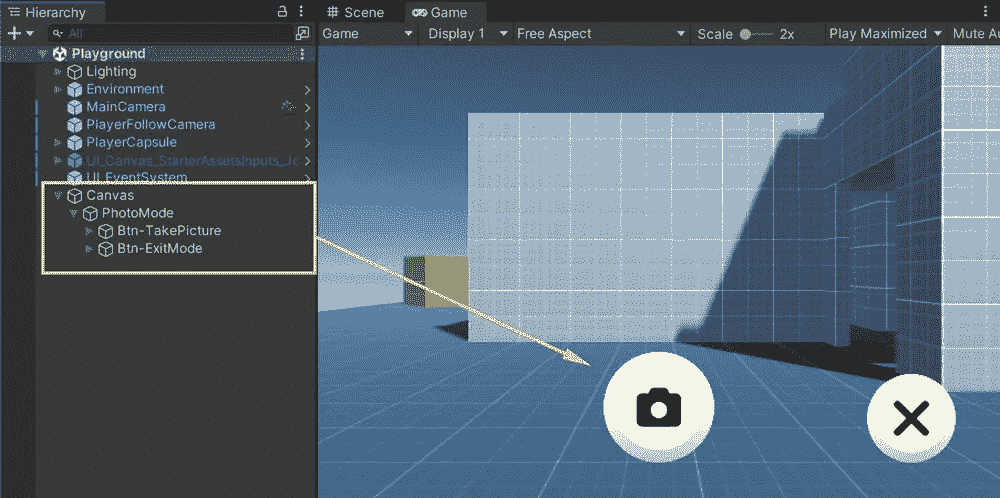 Hierarchy
All
Playground
Lighting
Environment
MainCamera
PlayerFollowCamera
PlayerCapsule
UI_Canvas_StarterAssetsInputs_Jo
UI_EventSystem
Canvas
PhotoMode
Btn-TakePicture
Btn-ExitMode
Scene Game
Game Display 1 Free Aspect Scale 2x Play Maximized Mute Au